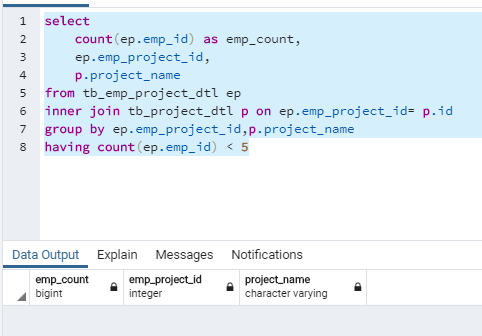 1 select
2 count(ep.emp_id) as emp_count,
3 ep.emp_project_id,
4 p.project_name
5 from tb_emp_project_dtl ep
6 inner join tb_project_dtl p on ep.emp_project_id= p.id
7 group by ep.emp_project_id,p.project_name
8 having count(ep.emp_id) < 5
Data Output Explain Messages Notifications
emp_count emp_project_id project_name
bigint integer character varying